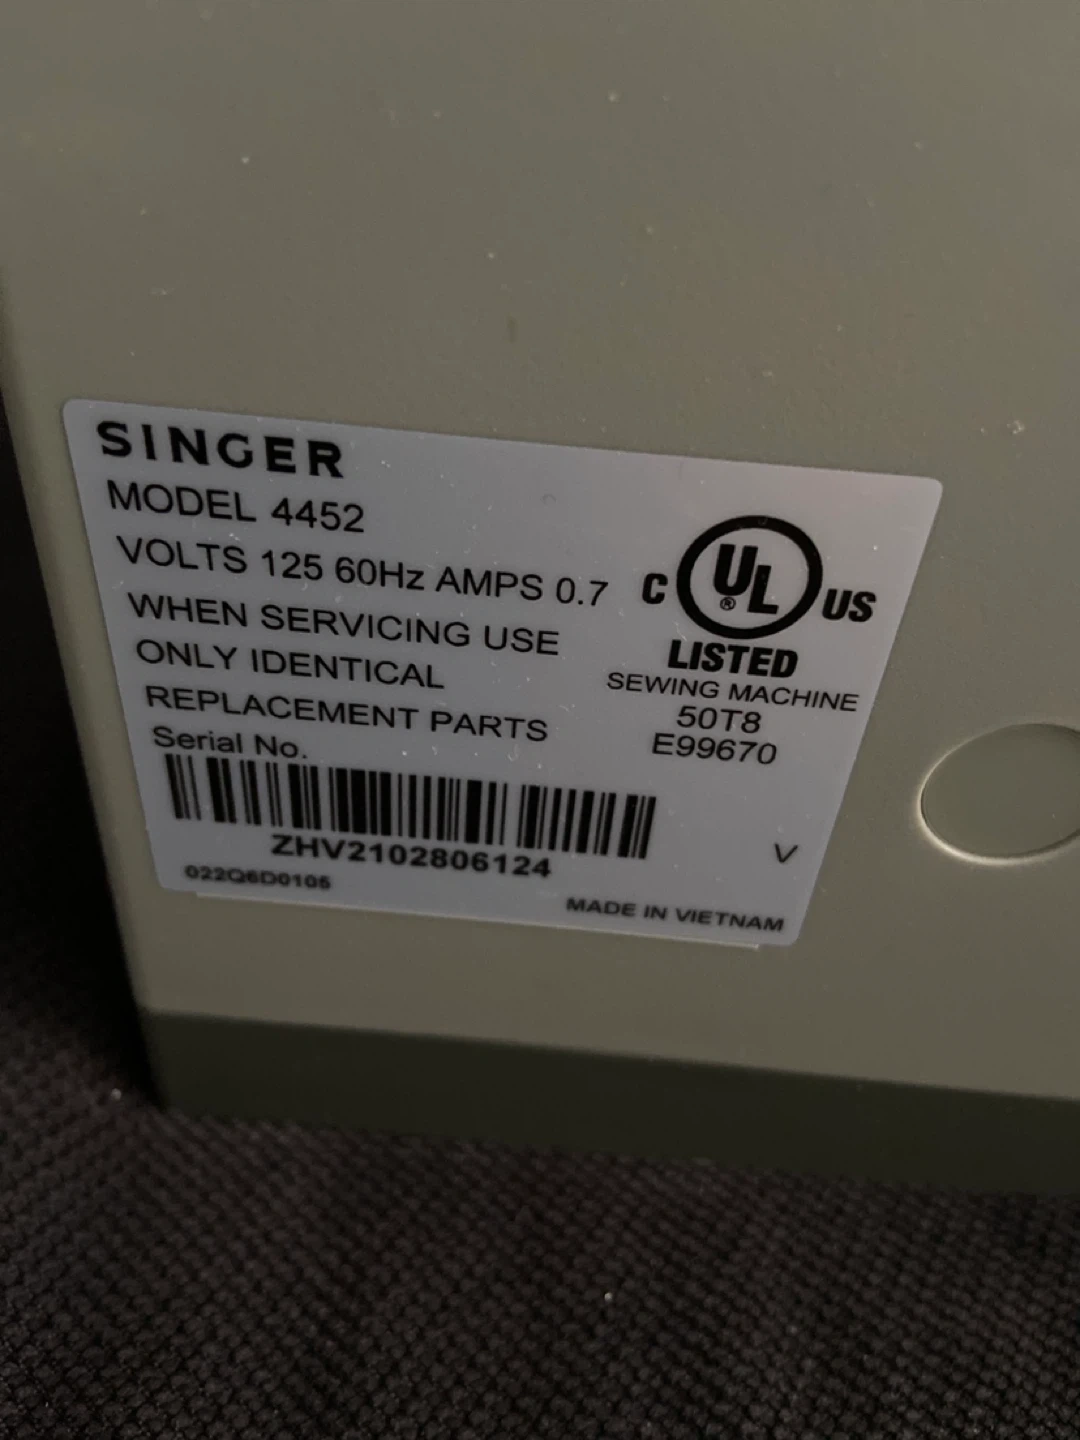 SINGER
MODEL 4452
VOLTS 125 60Hz AMPS 0.7
WHEN SERVICING USE
ONLY IDENTICAL
REPLACEMENT PARTS
Serial No.
ZHV2102806124
022Q6D0105
C UL ® US
LISTED
SEWING MACHINE
50T8
E99670
V
MADE IN VIETNAM